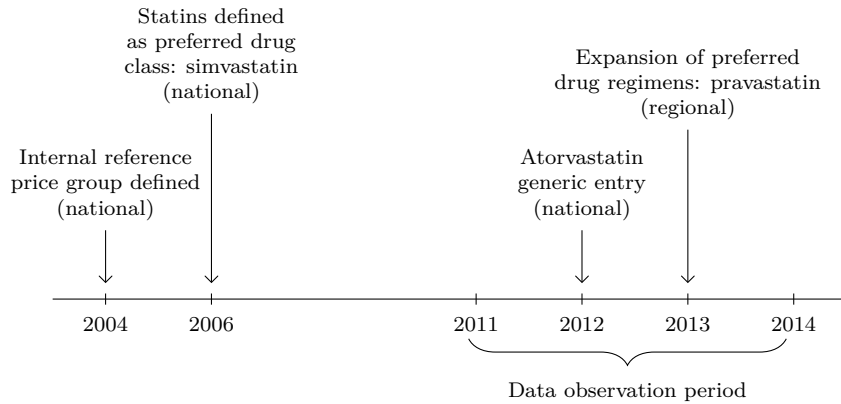 Statins defined
as preferred drug
class: simvastatin
(national)
Expansion of preferred
drug regimens: pravastatin
(regional)
Internal reference
price group defined
(national)
Atorvastatin
generic entry
(national)
2004
2006
2011
2012
2013
2014
Data observation period